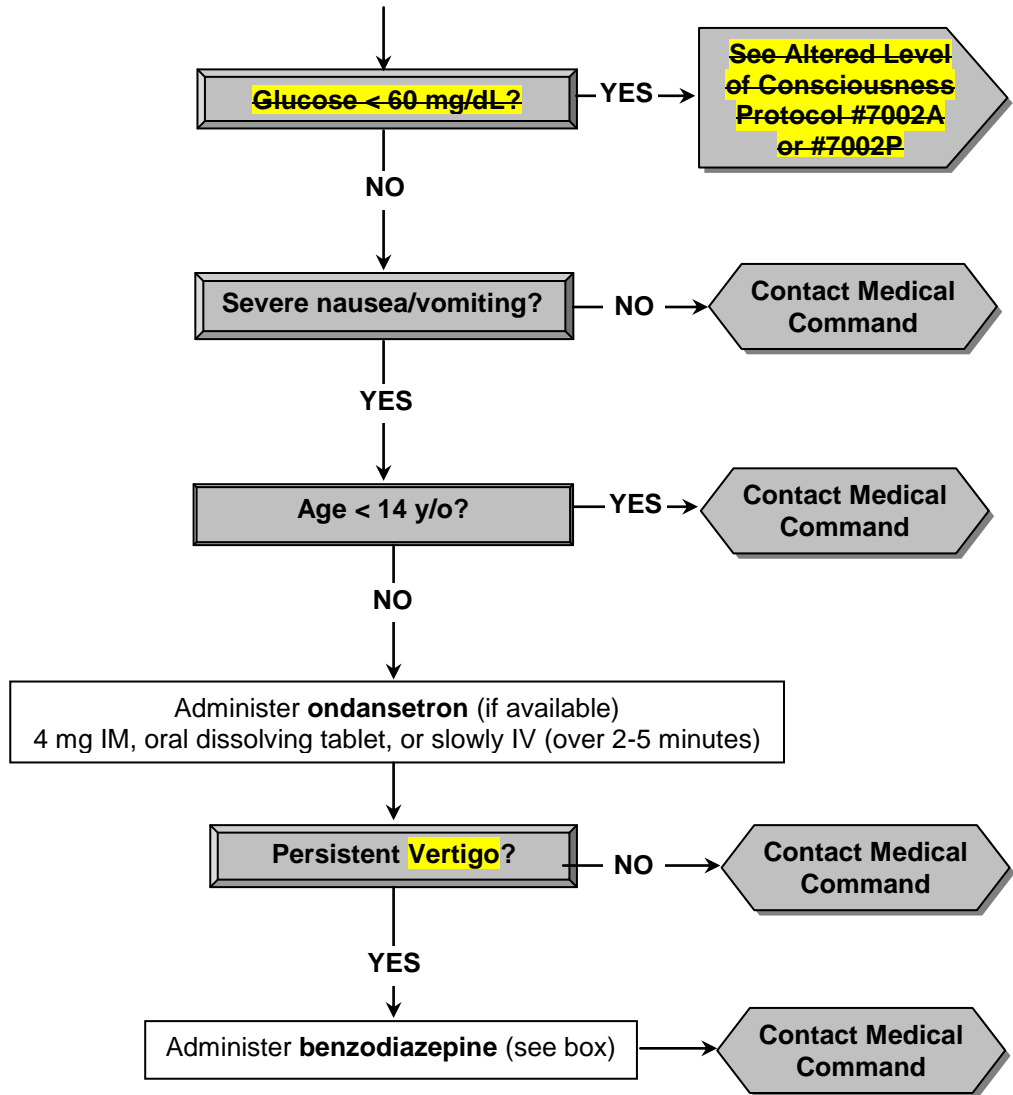 Glucose < 60 mg/dL?
YES
See Altered Level
of Consciousness
Protocol #7002A
or #7002P
NO
Severe nausea/vomiting?
NO
Contact Medical
Command
YES
Age < 14 y/o?
YES
Contact Medical
Command
NO
Administer ondansetron (if available)
4 mg IM, oral dissolving tablet, or slowly IV (over 2-5 minutes)
Persistent Vertigo?
NO
Contact Medical
Command
YES
Administer benzodiazepine (see box)
Contact Medical
Command